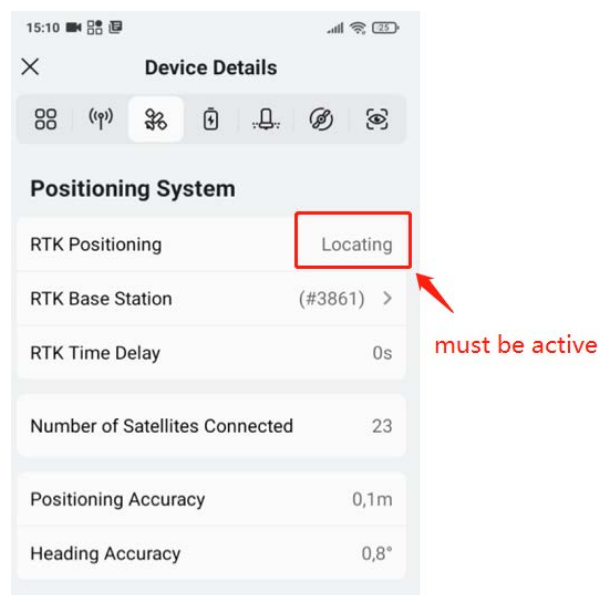 15:10 25
Device Details
Positioning System
RTK Positioning Locating
RTK Base Station (#3861) >
RTK Time Delay 0s
must be active
Number of Satellites Connected 23
Positioning Accuracy 0,1m
Heading Accuracy 0,8°